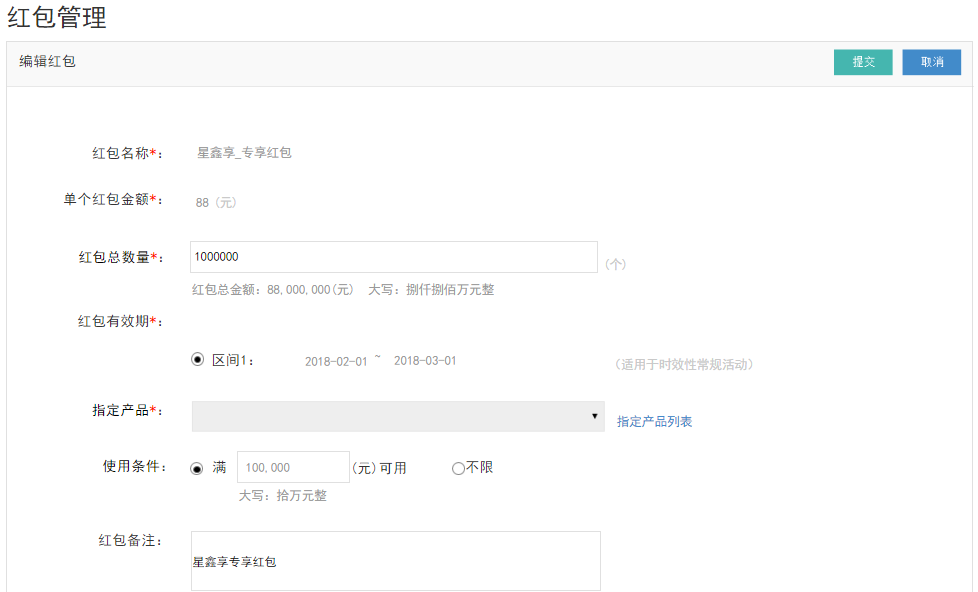 红包管理
编辑红包 提交 取消
红包名称*： 星鑫享_专享红包
单个红包金额*： 88 (元)
红包总数量*： 1000000 (个)
红包总金额：88,000,000(元) 大写：捌仟捌佰万元整
红包有效期*：
区间1： 2018-02-01 ~ 2018-03-01 （适用于时效性常规活动）
指定产品*： 指定产品列表
使用条件： 满 100,000 (元)可用 不限
大写：拾万元整
红包备注： 星鑫享专享红包